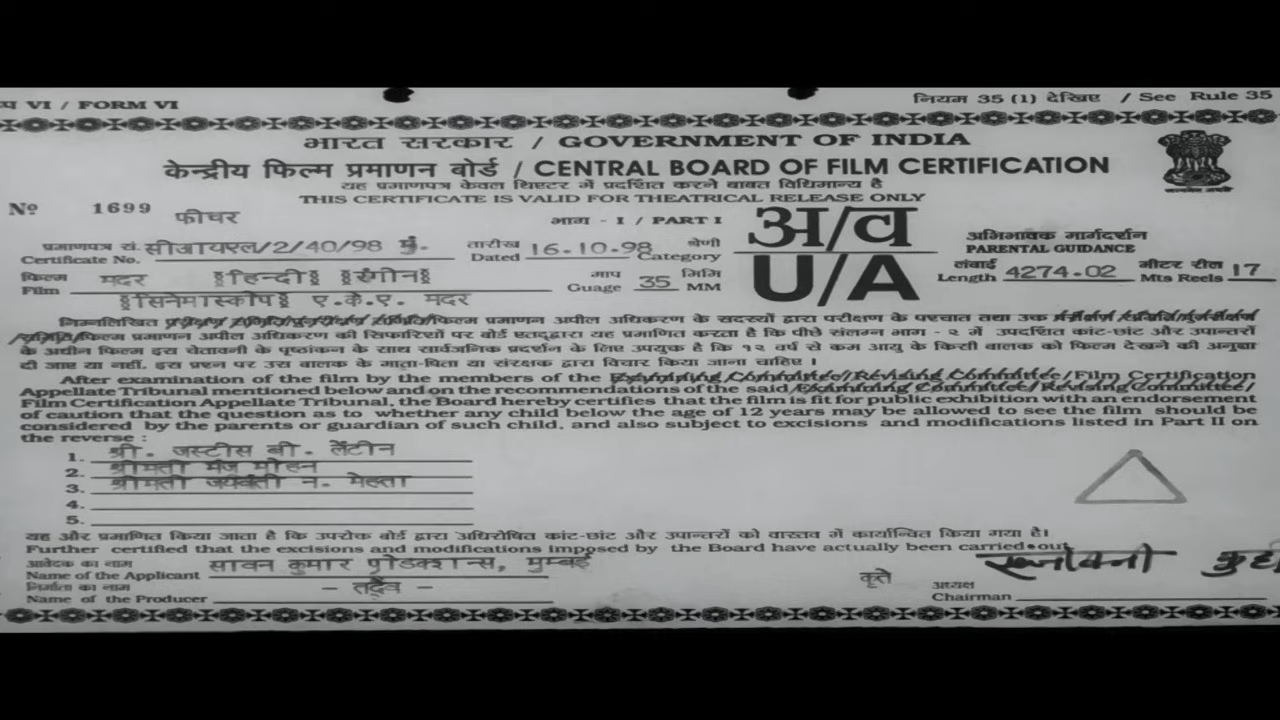 प VI / FORM VI
नियम 35 (1) देखिए / See Rule 35
भारत सरकार / GOVERNMENT OF INDIA
केन्द्रीय फिल्म प्रमाणन बोर्ड / CENTRAL BOARD OF FILM CERTIFICATION
यह प्रमाणपत्र केवल थिएटर में प्रदर्शित करने बाबत विधिमान्य है
THIS CERTIFICATE IS VALID FOR THEATRICAL RELEASE ONLY
Nº 1699 फीचर
भाग - I / PART I
अ/व
U/A
प्रमाणपत्र सं. सीआयएल/2/40/98 मुं. तारीख 16-10-98 श्रेणी
Certificate No. Dated Category
अभिभावक मार्गदर्शन
PARENTAL GUIDANCE
फिल्म मदर §हिन्दी§ §रंगीन§ माप 35 मिमि
Film Guage MM
लंबाई 4274.02 मीटर रील 17
Length Mts Reels
§सिनेमास्कोप§ ए.के.ए. मदर
निम्नलिखित फिल्म प्रमाणन अपील अधिकरण के सदस्यों द्वारा परीक्षण के पश्चात तथा उक्त
फिल्म प्रमाणन अपील अधिकरण की सिफारिशों पर बोर्ड एतद्द्वारा यह प्रमाणित करता है कि पीछे संलग्न भाग - २ में उपदर्शित कांट-छांट और उपान्तरों
के अधीन फिल्म इस चेतावनी के पृष्ठांकन के साथ सार्वजनिक प्रदर्शन के लिए उपयुक्त है कि १२ वर्ष से कम आयु के किसी बालक को फिल्म देखने की अनुज्ञा
दी जाए या नहीं, इस प्रश्न पर उस बालक के माता-पिता या संरक्षक द्वारा विचार किया जाना चाहिए ।
After examination of the film by the members of the Examining Committee/Revising Committee/Film Certification
Appellate Tribunal mentioned below and on the recommendations of the said Examining Committee/Revising Committee/
Film Certification Appellate Tribunal, the Board hereby certifies that the film is fit for public exhibition with an endorsement
of caution that the question as to whether any child below the age of 12 years may be allowed to see the film should be
considered by the parents or guardian of such child, and also subject to excisions and modifications listed in Part II on
the reverse :
1. श्री. जस्टीस बी. लेंटीन
2. श्रीमती मंजू मोहन
3. श्रीमती जयवंती न. मेहता
4.
5.
यह और प्रमाणित किया जाता है कि उपरोक्त बोर्ड द्वारा अधिरोपित कांट-छांट और उपान्तरों को वास्तव में कार्यान्वित किया गया है।
Further certified that the excisions and modifications imposed by the Board have actually been carried out
आवेदक का नाम सावन कुमार प्रोडक्शन्स, मुम्बई
Name of the Applicant
निर्माता का नाम - तदैव -
Name of the Producer
कृते अध्यक्ष
Chairman